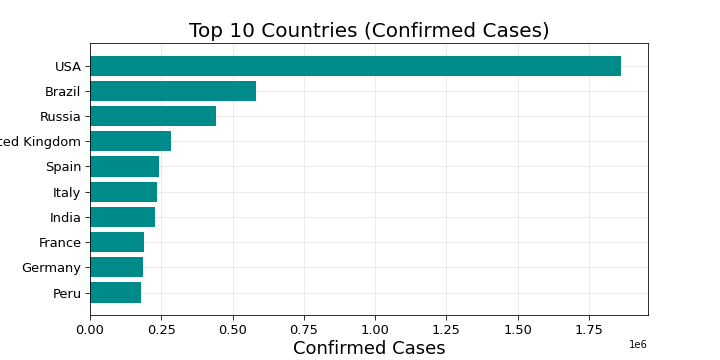 Top 10 Countries (Confirmed Cases)
USA
Brazil
Russia
ted Kingdom
Spain
Italy
India
France
Germany
Peru
0.00 0.25 0.50 0.75 1.00 1.25 1.50 1.75
1e6
Confirmed Cases